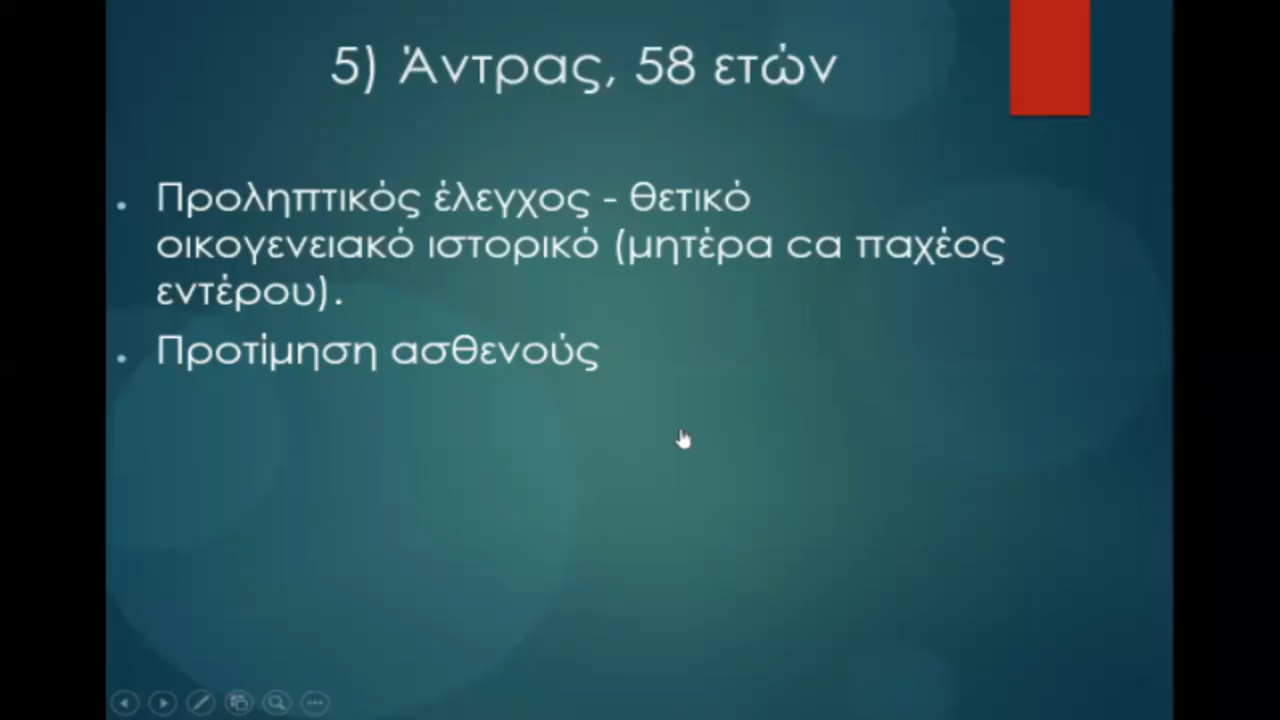 5) Άντρας, 58 ετών
• Προληπτικός έλεγχος - θετικό
οικογενειακό ιστορικό (μητέρα ca παχέος
εντέρου).
• Προτίμηση ασθενούς